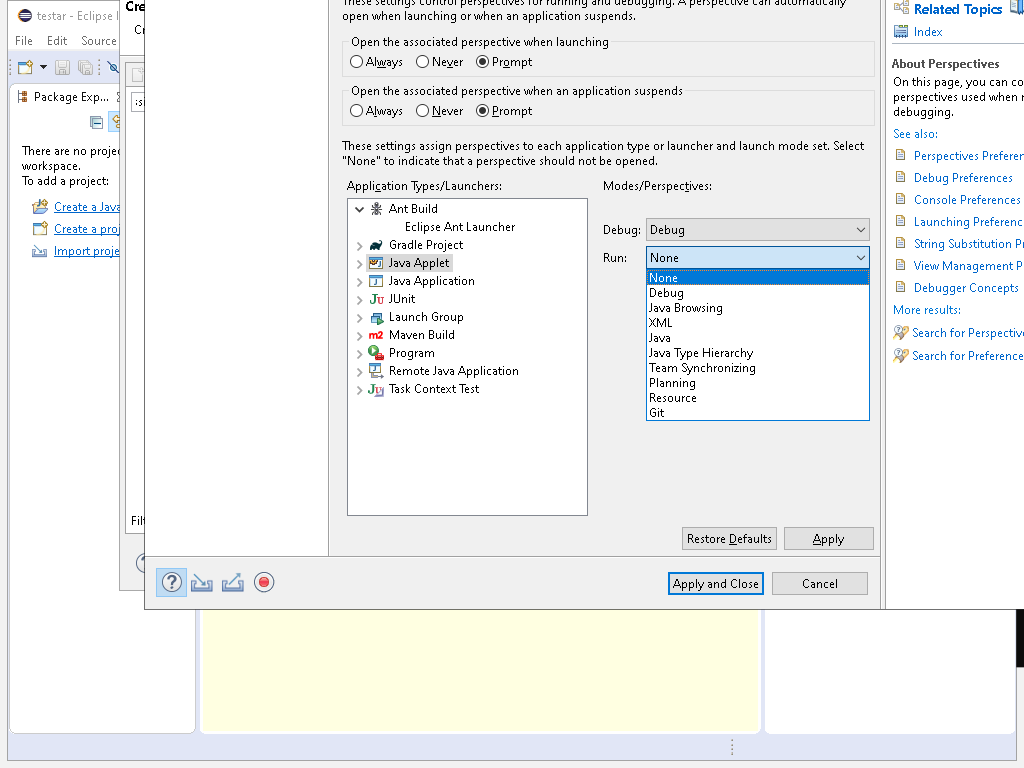 testar - Eclipse I
File Edit Source
Package Exp...
There are no proje
workspace.
To add a project:
Create a Java
Create a proj
Import proje
Cre
These settings control perspectives for running and debugging. A perspective can automatically
open when launching or when an application suspends.
Open the associated perspective when launching
Always Never Prompt
Open the associated perspective when an application suspends
Always Never Prompt
These settings assign perspectives to each application type or launcher and launch mode set. Select
"None" to indicate that a perspective should not be opened.
Application Types/Launchers:
Ant Build
Eclipse Ant Launcher
Gradle Project
Java Applet
Java Application
JUnit
Launch Group
Maven Build
Program
Remote Java Application
Task Context Test
Modes/Perspectives:
Debug: Debug
Run: None
None
Debug
Java Browsing
XML
Java
Java Type Hierarchy
Team Synchronizing
Planning
Resource
Git
Restore Defaults Apply
Apply and Close Cancel
Related Topics
Index
About Perspectives
On this page, you can co
perspectives used when r
debugging.
See also:
Perspectives Preferen
Debug Preferences
Console Preferences
Launching Preferenc
String Substitution Pr
View Management P
Debugger Concepts
More results:
Search for Perspective
Search for Preference